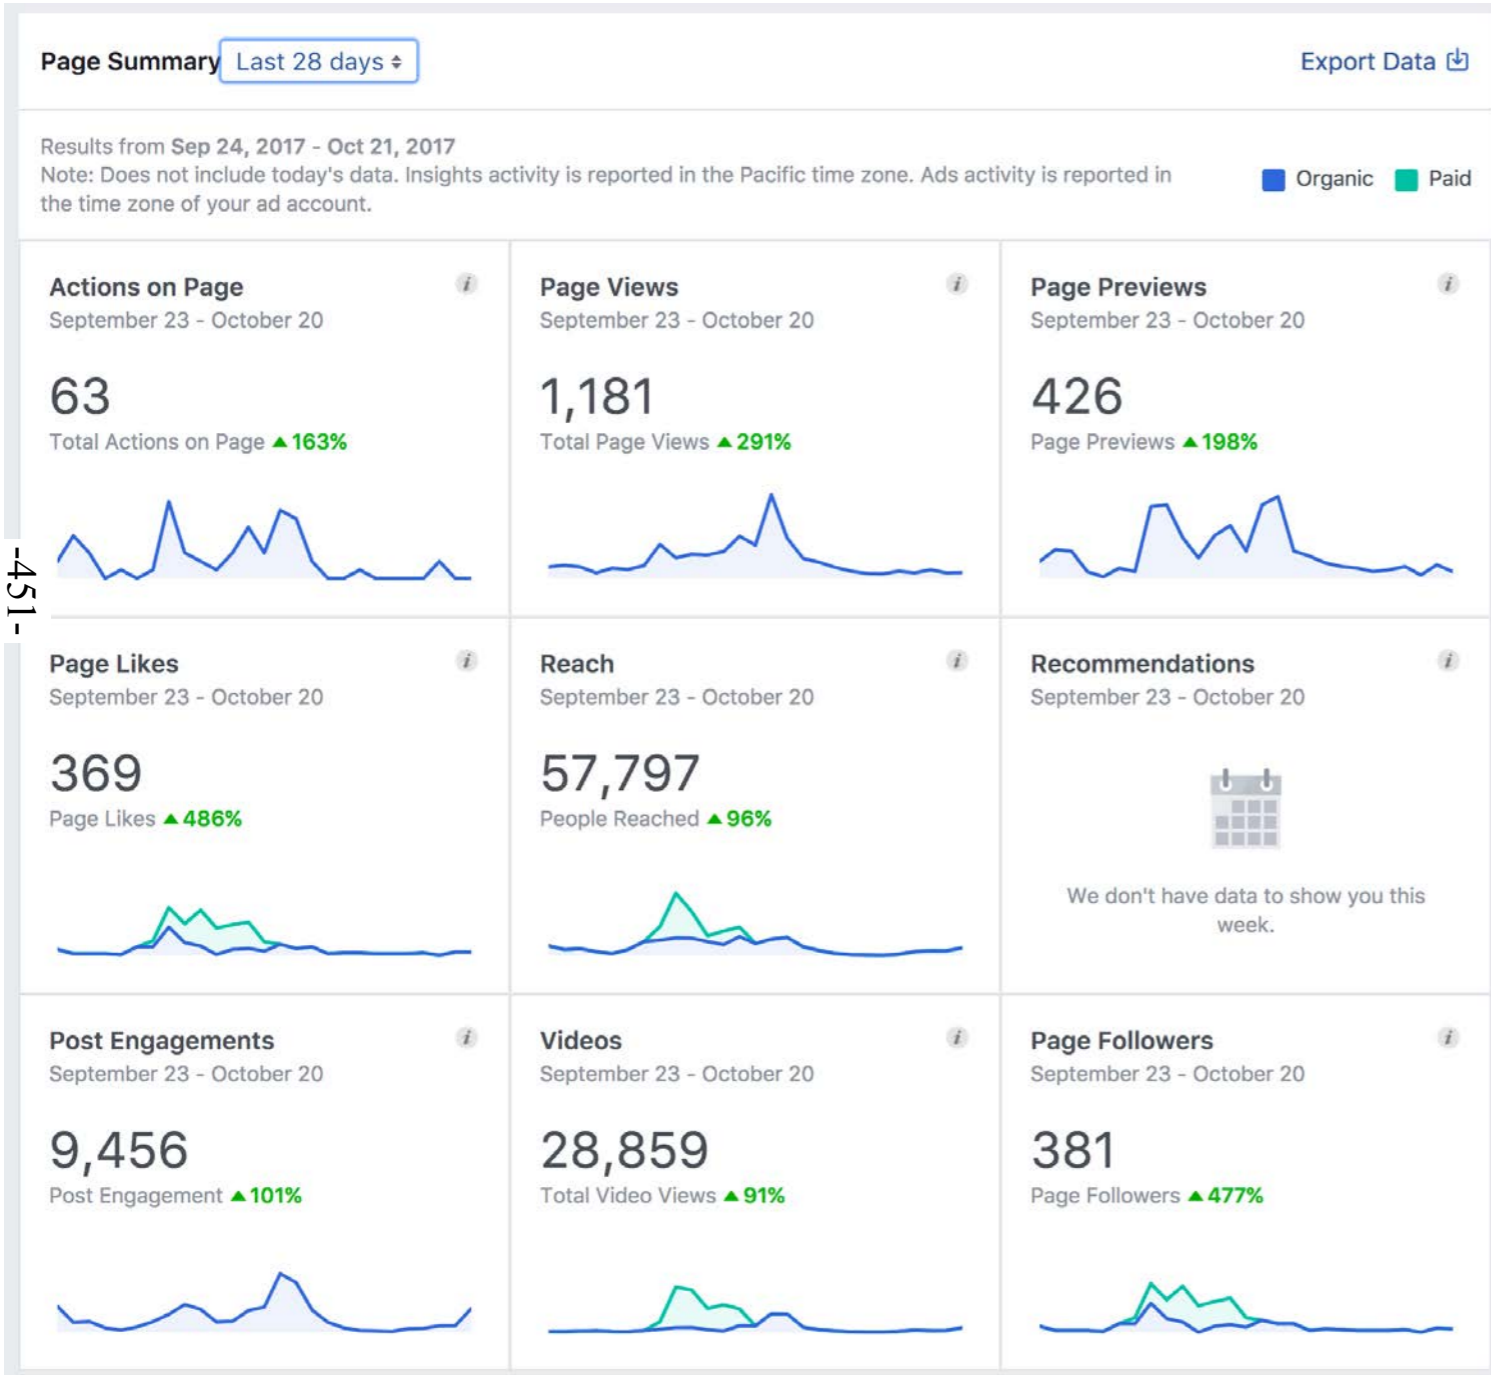 Page Summary Last 28 days
Export Data
Results from Sep 24, 2017 - Oct 21, 2017
Note: Does not include today's data. Insights activity is reported in the Pacific time zone. Ads activity is reported in
the time zone of your ad account.
Organic Paid
Actions on Page
September 23 - October 20
63
Total Actions on Page ▲163%
Page Views
September 23 - October 20
1,181
Total Page Views ▲291%
Page Previews
September 23 - October 20
426
Page Previews ▲198%
-451-
Page Likes
September 23 - October 20
369
Page Likes ▲486%
Reach
September 23 - October 20
57,797
People Reached ▲96%
Recommendations
September 23 - October 20
We don't have data to show you this
week.
Post Engagements
September 23 - October 20
9,456
Post Engagement ▲101%
Videos
September 23 - October 20
28,859
Total Video Views ▲91%
Page Followers
September 23 - October 20
381
Page Followers ▲477%